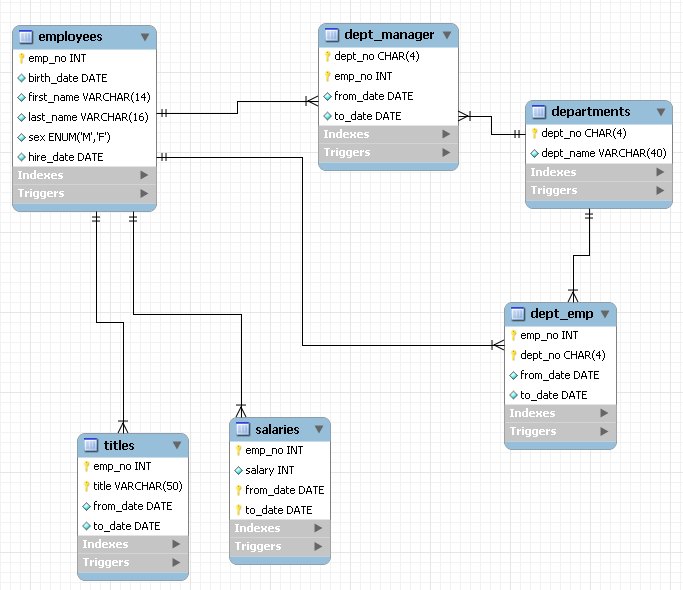 employees
emp_no INT
birth_date DATE
first_name VARCHAR(14)
last_name VARCHAR(16)
sex ENUM('M','F')
hire_date DATE
Indexes
Triggers
dept_manager
dept_no CHAR(4)
emp_no INT
from_date DATE
to_date DATE
Indexes
Triggers
departments
dept_no CHAR(4)
dept_name VARCHAR(40)
Indexes
Triggers
dept_emp
emp_no INT
dept_no CHAR(4)
from_date DATE
to_date DATE
Indexes
Triggers
titles
emp_no INT
title VARCHAR(50)
from_date DATE
to_date DATE
Indexes
Triggers
salaries
emp_no INT
salary INT
from_date DATE
to_date DATE
Indexes
Triggers